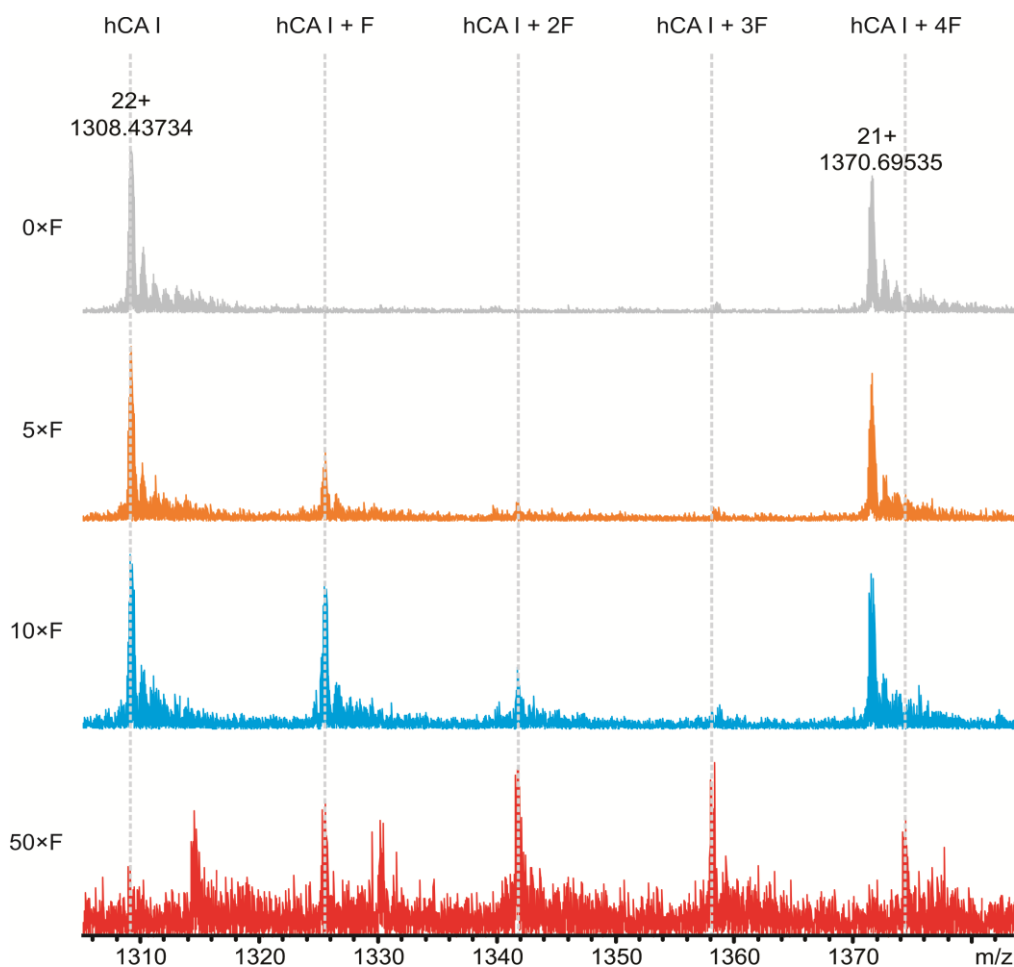 hCA I hCA I + F hCA I + 2F hCA I + 3F hCA I + 4F
22+
1308.43734
21+
1370.69535
0×F
5×F
10×F
50×F
1310 1320 1330 1340 1350 1360 1370 m/z